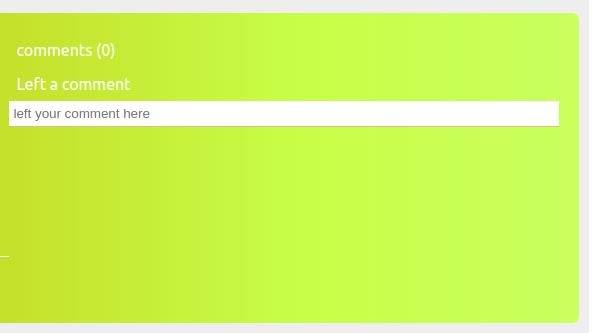 comments (0)
Left a comment
left your comment here